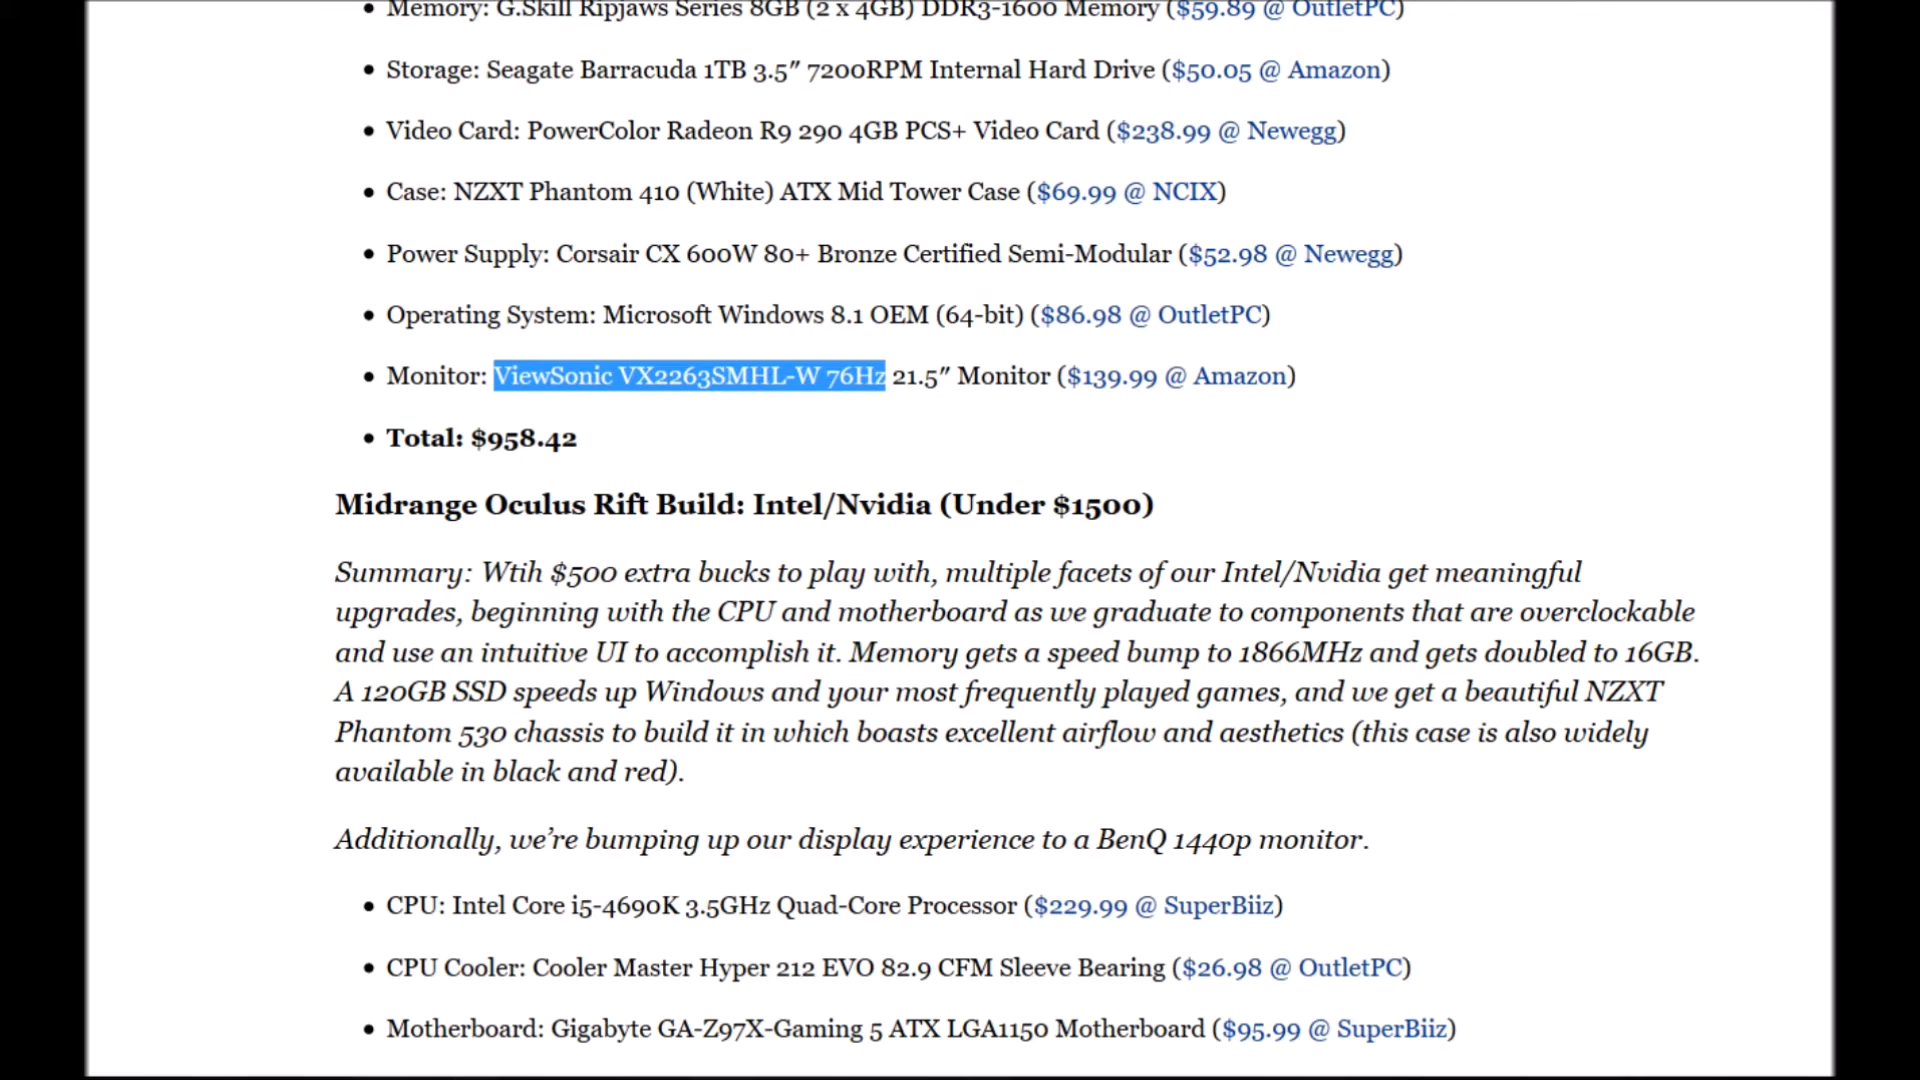 Memory: G.Skill Ripjaws Series 8GB (2 x 4GB) DDR3-1600 Memory ($59.89 @ OutletPC)
Storage: Seagate Barracuda 1TB 3.5″ 7200RPM Internal Hard Drive ($50.05 @ Amazon)
Video Card: PowerColor Radeon R9 290 4GB PCS+ Video Card ($238.99 @ Newegg)
Case: NZXT Phantom 410 (White) ATX Mid Tower Case ($69.99 @ NCIX)
Power Supply: Corsair CX 600W 80+ Bronze Certified Semi-Modular ($52.98 @ Newegg)
Operating System: Microsoft Windows 8.1 OEM (64-bit) ($86.98 @ OutletPC)
Monitor: ViewSonic VX2263SMHL-W 76Hz 21.5″ Monitor ($139.99 @ Amazon)
Total: $958.42
Midrange Oculus Rift Build: Intel/Nvidia (Under $1500)
Summary: Wtih $500 extra bucks to play with, multiple facets of our Intel/Nvidia get meaningful
upgrades, beginning with the CPU and motherboard as we graduate to components that are overclockable
and use an intuitive UI to accomplish it. Memory gets a speed bump to 1866MHz and gets doubled to 16GB.
A 120GB SSD speeds up Windows and your most frequently played games, and we get a beautiful NZXT
Phantom 530 chassis to build it in which boasts excellent airflow and aesthetics (this case is also widely
available in black and red).
Additionally, we’re bumping up our display experience to a BenQ 1440p monitor.
CPU: Intel Core i5-4690K 3.5GHz Quad-Core Processor ($229.99 @ SuperBiiz)
CPU Cooler: Cooler Master Hyper 212 EVO 82.9 CFM Sleeve Bearing ($26.98 @ OutletPC)
Motherboard: Gigabyte GA-Z97X-Gaming 5 ATX LGA1150 Motherboard ($95.99 @ SuperBiiz)